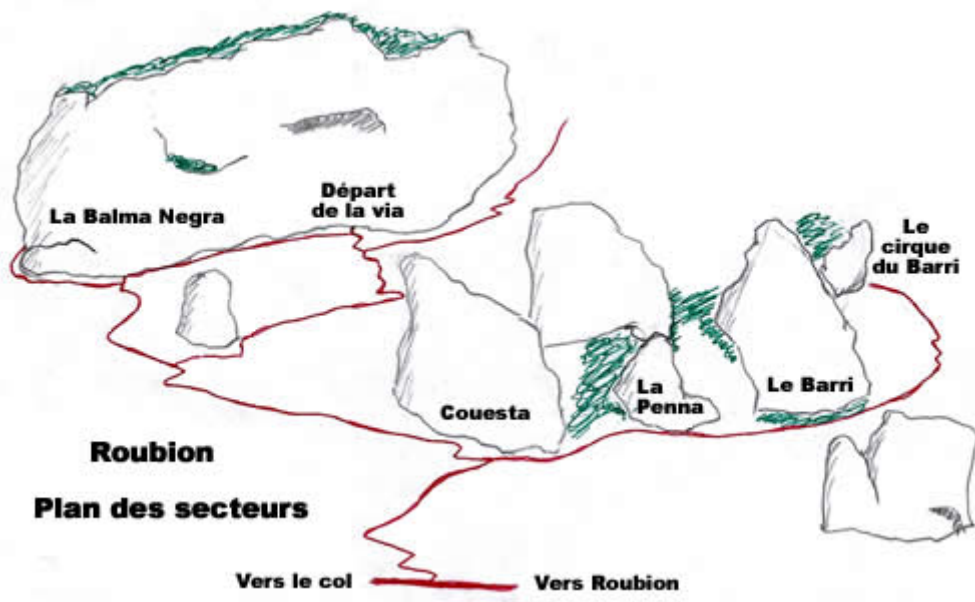 La Balma Negra
Départ
de la via
Le
cirque
du Barri
Couesta
La
Penna
Le Barri
Roubion
Plan des secteurs
Vers le col
Vers Roubion